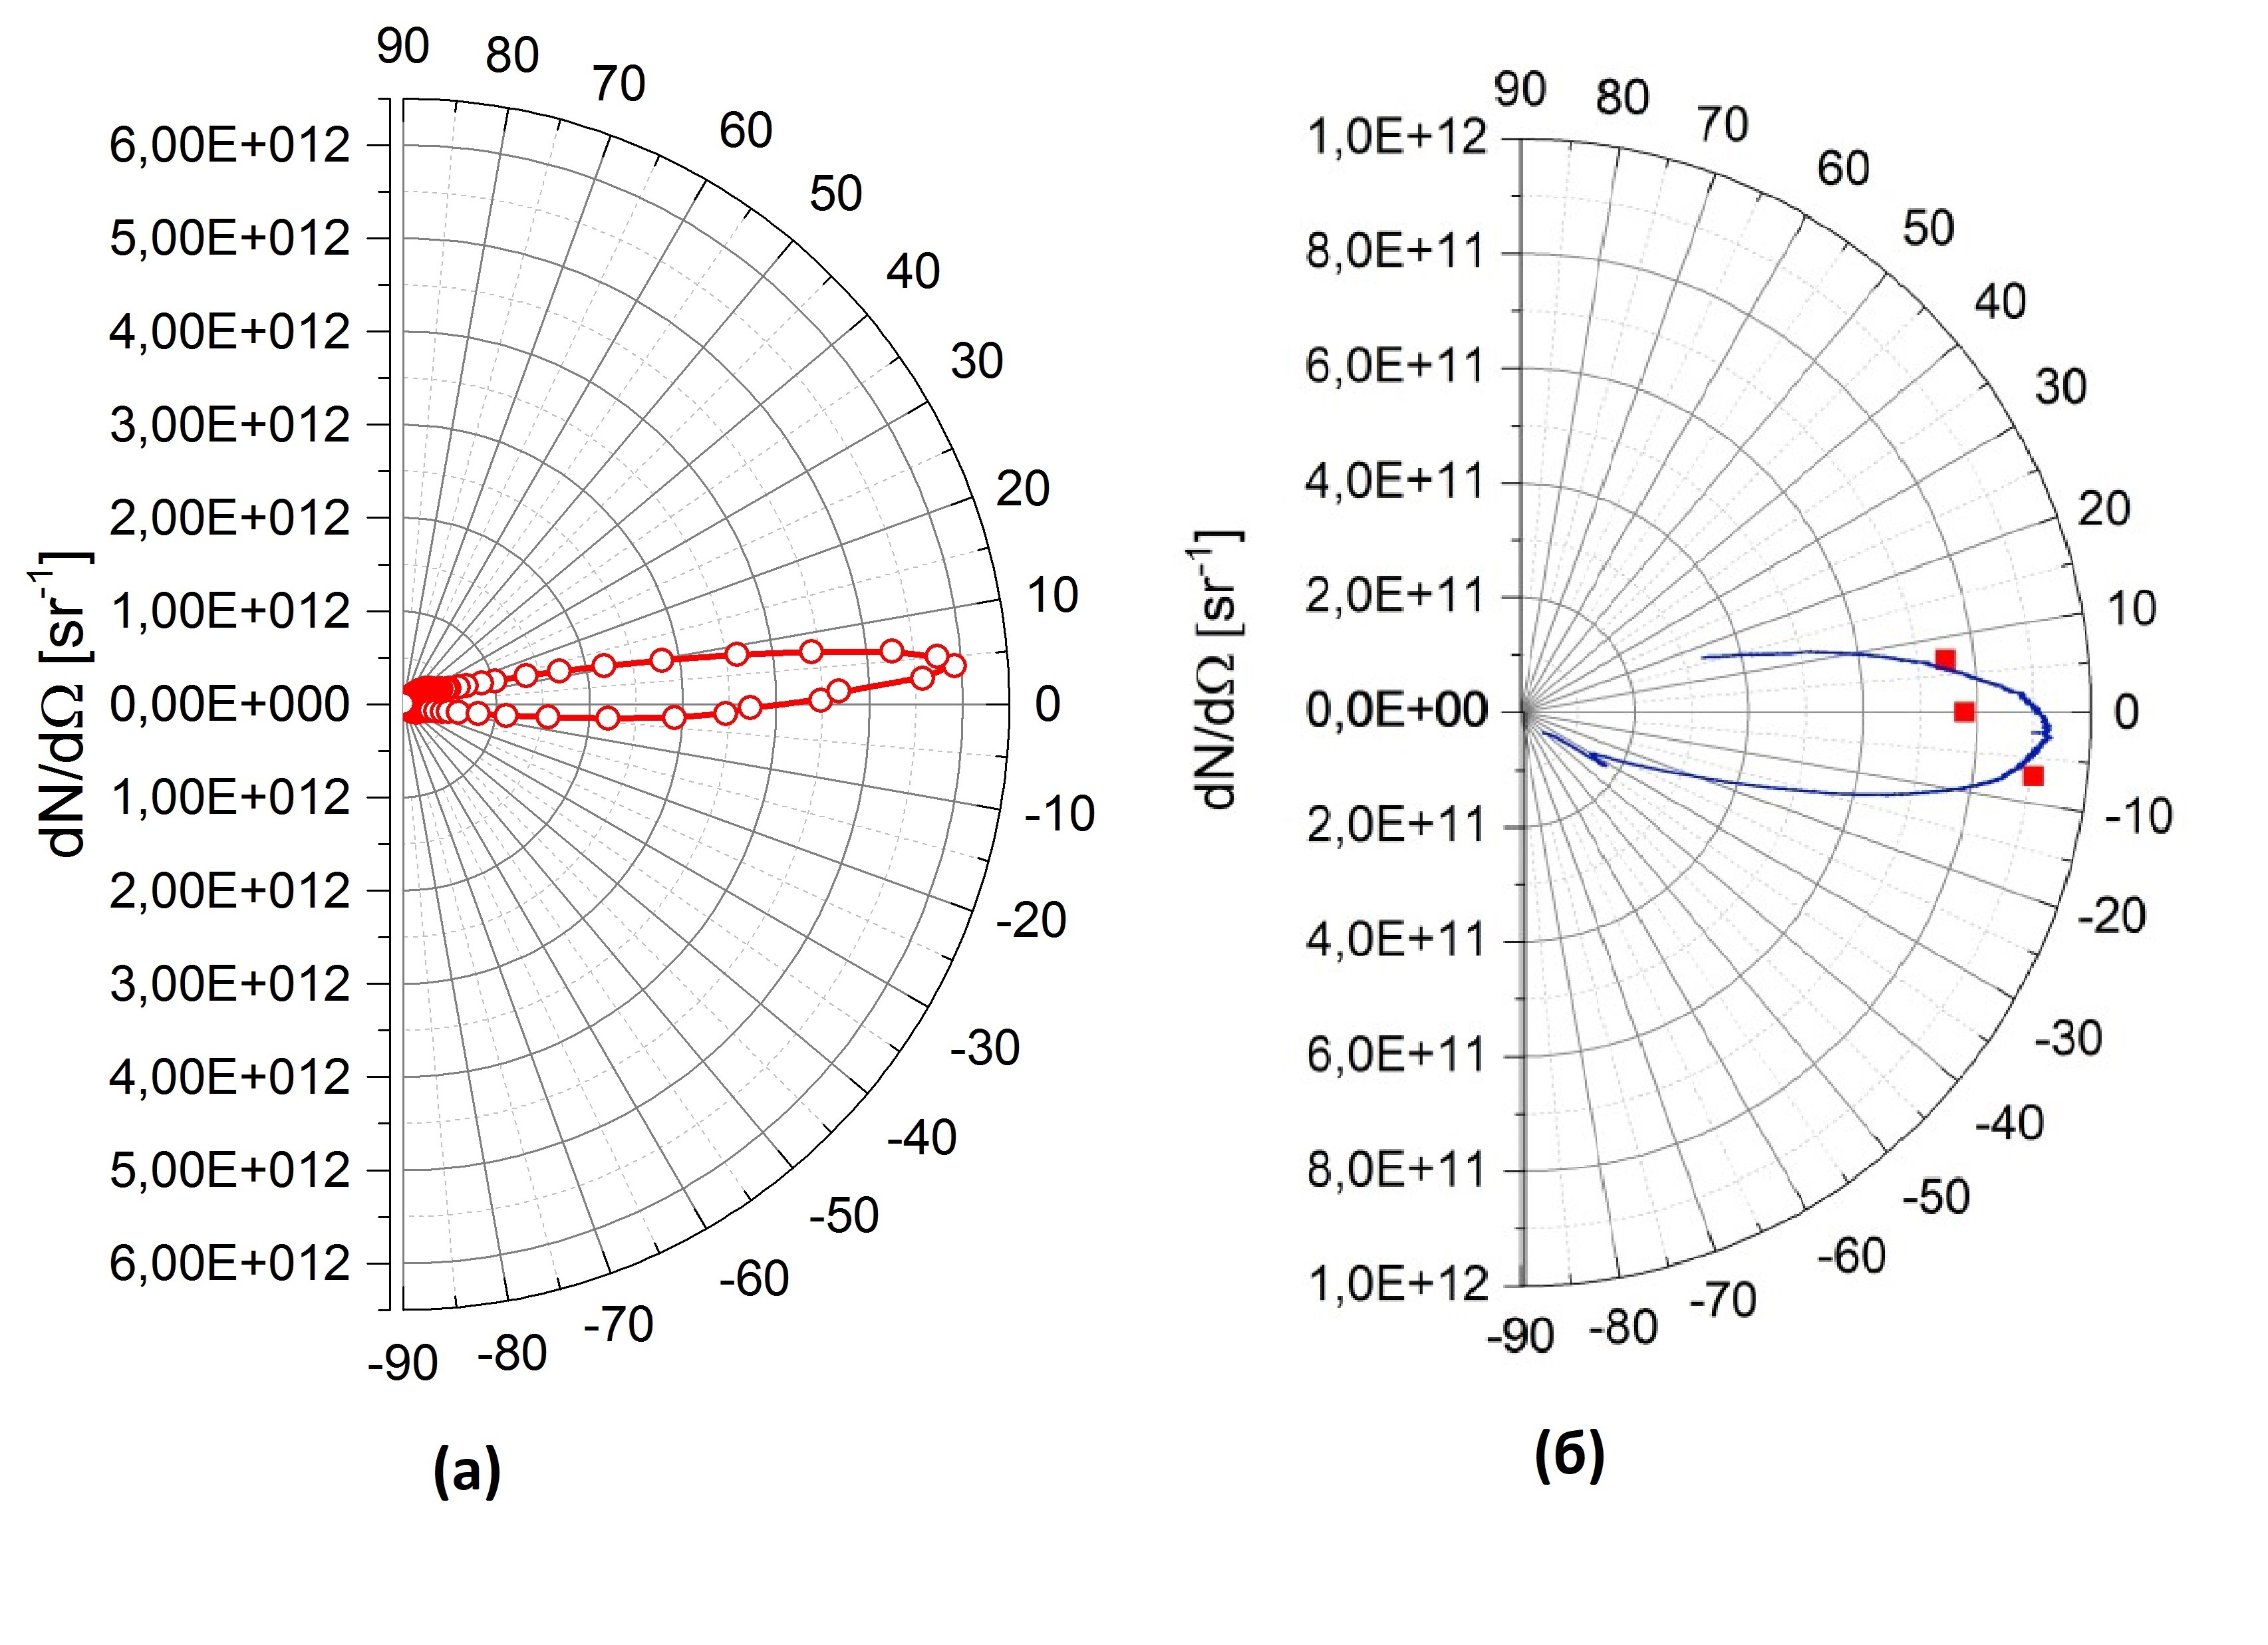 90
80
70
60
50
40
30
20
10
0
-10
-20
-30
-40
-50
-60
-70
-80
-90
6,00E+012
5,00E+012
4,00E+012
3,00E+012
2,00E+012
1,00E+012
0,00E+000
1,00E+012
2,00E+012
3,00E+012
4,00E+012
5,00E+012
6,00E+012
dN/dΩ [sr⁻¹]
(а)
90
80
70
60
50
40
30
20
10
0
-10
-20
-30
-40
-50
-60
-70
-80
-90
1,0E+12
8,0E+11
6,0E+11
4,0E+11
2,0E+11
0,0E+00
2,0E+11
4,0E+11
6,0E+11
8,0E+11
1,0E+12
dN/dΩ [sr⁻¹]
(б)